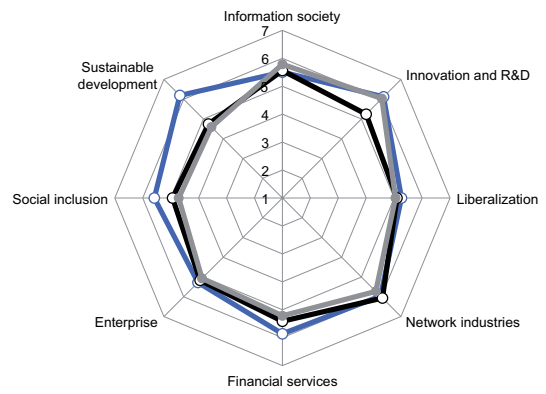 Information society
7
6
5
4
3
2
1
Innovation and R&D
Sustainable
development
Social inclusion
Liberalization
Enterprise
Network industries
Financial services